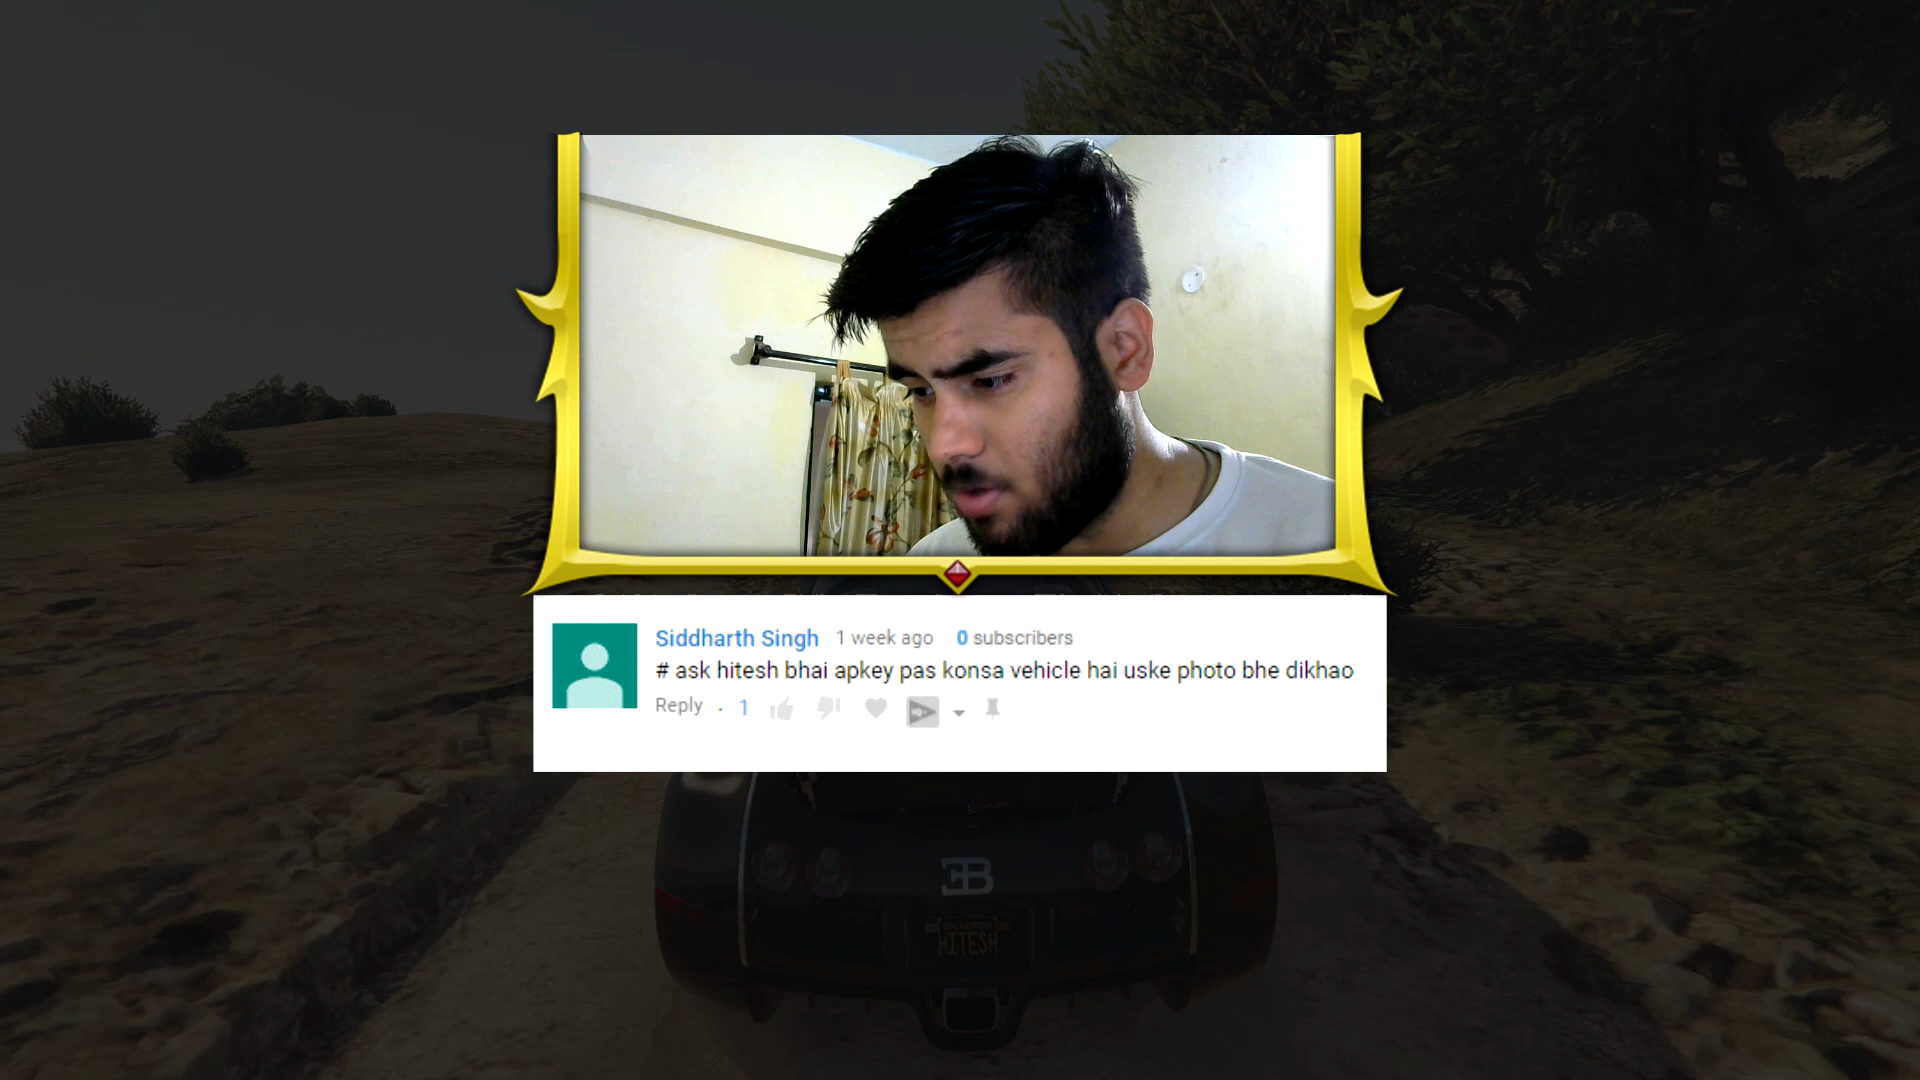 Siddharth Singh 1 week ago 0 subscribers
# ask hitesh bhai apkey pas konsa vehicle hai uske photo bhe dikhao
Reply · 1
EB
HITESH